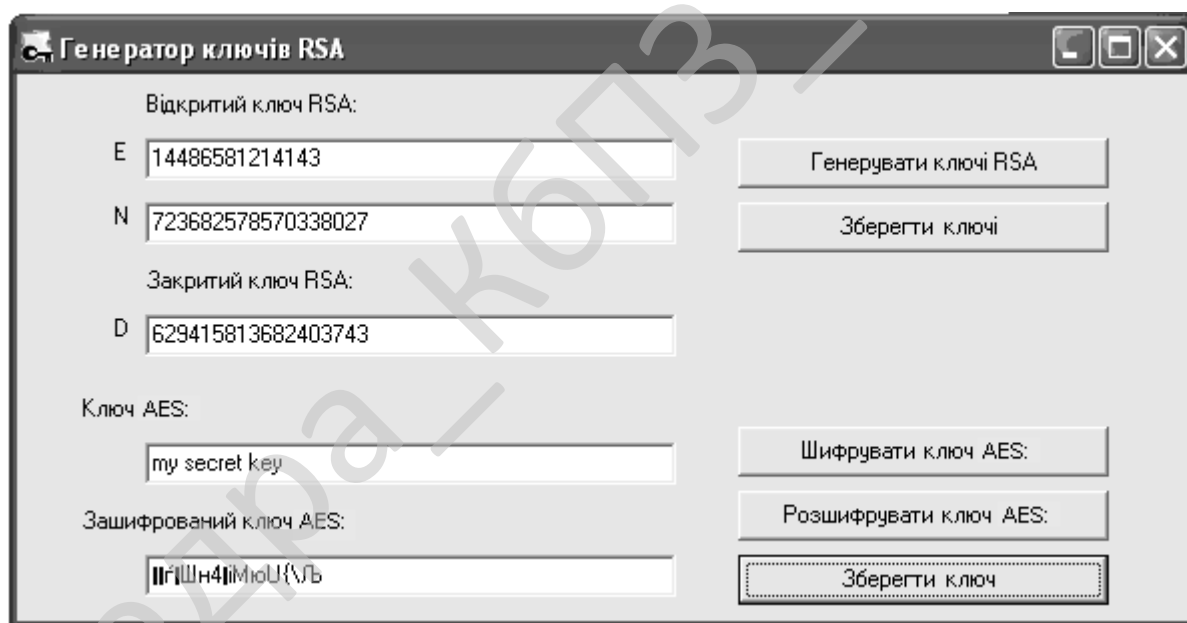 Генератор ключів RSA
Відкритий ключ RSA:
E 14486581214143
Генерувати ключі RSA
N 723682578570338027
Зберегти ключі
Закритий ключ RSA:
D 629415813682403743
Ключ AES:
my secret key
Шифрувати ключ AES:
Зашифрований ключ AES:
Розшифрувати ключ AES:
Зберегти ключ
едра_КбПЗ_